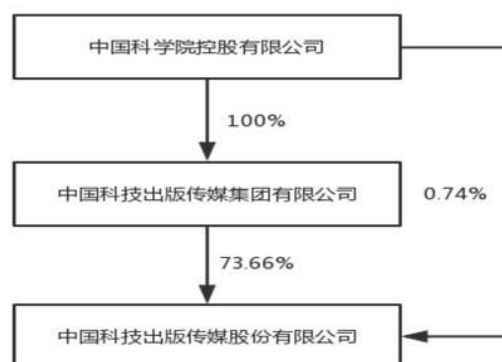 中国科学院控股有限公司
100%
中国科技出版传媒集团有限公司
0.74%
73.66%
中国科技出版传媒股份有限公司